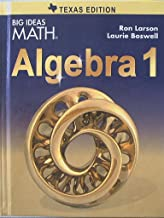 TEXAS EDITION
BIG IDEAS
MATH
Ron Larson
Laurie Boswell
Algebra 1